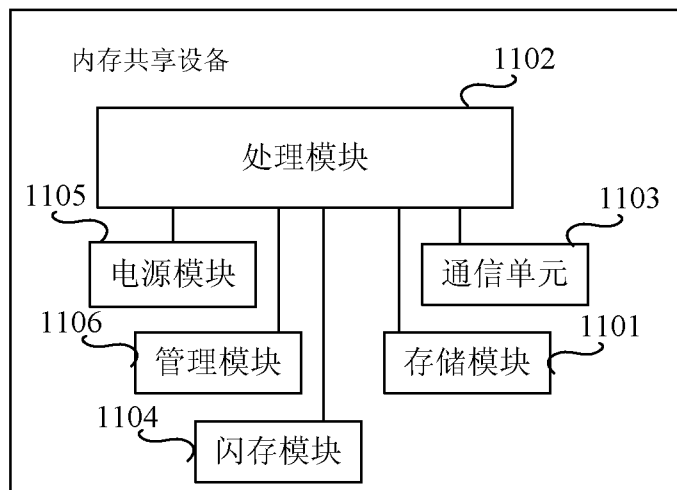 内存共享设备
1102
处理模块
1105
1103
电源模块
通信单元
1106
1101
管理模块
存储模块
1104
闪存模块